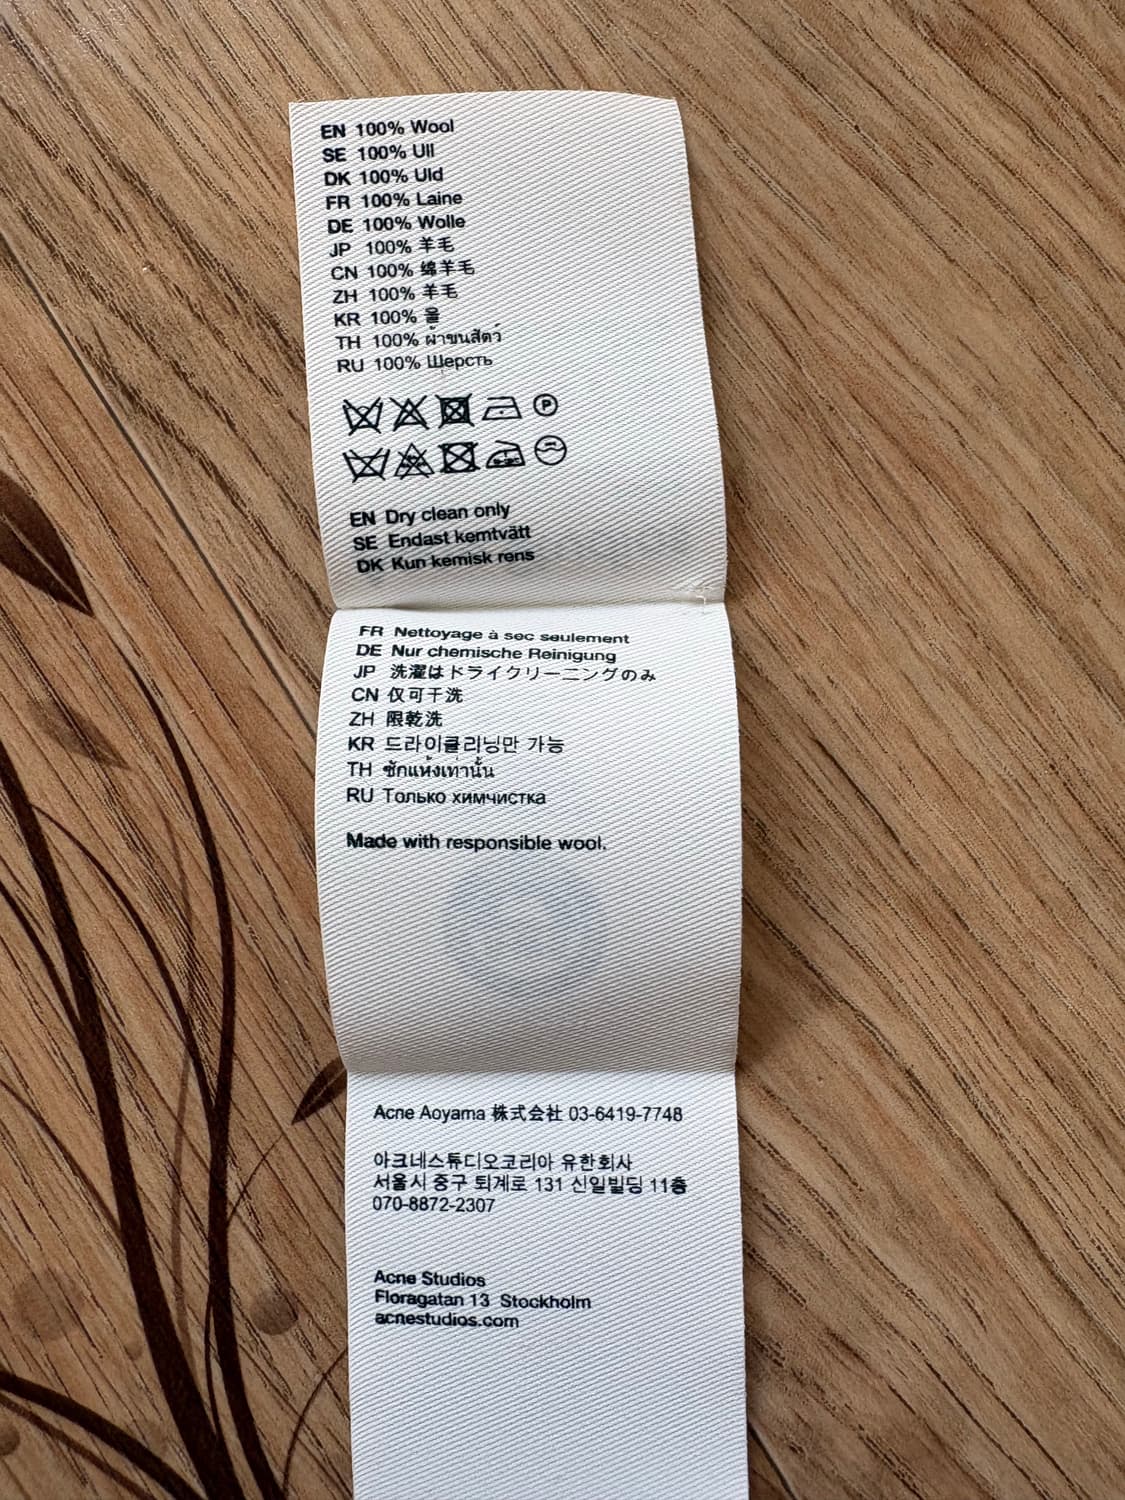 EN 100% Wool
SE 100% Ull
DK 100% Uld
FR 100% Laine
DE 100% Wolle
JP 100% 羊毛
CN 100% 绵羊毛
ZH 100% 羊毛
KR 100% 울
TH 100% ผ้าขนสัตว์
RU 100% Шерсть
P
EN Dry clean only
SE Endast kemtvätt
DK Kun kemisk rens
FR Nettoyage à sec seulement
DE Nur chemische Reinigung
JP 洗濯はドライクリーニングのみ
CN 仅可干洗
ZH 限乾洗
KR 드라이클리닝만 가능
TH ซักแห้งเท่านั้น
RU Только химчистка
Made with responsible wool.
Acne Aoyama 株式会社 03-6419-7748
아크네스튜디오코리아 유한회사
서울시 중구 퇴계로 131 신일빌딩 11층
070-8872-2307
Acne Studios
Floragatan 13 Stockholm
acnestudios.com